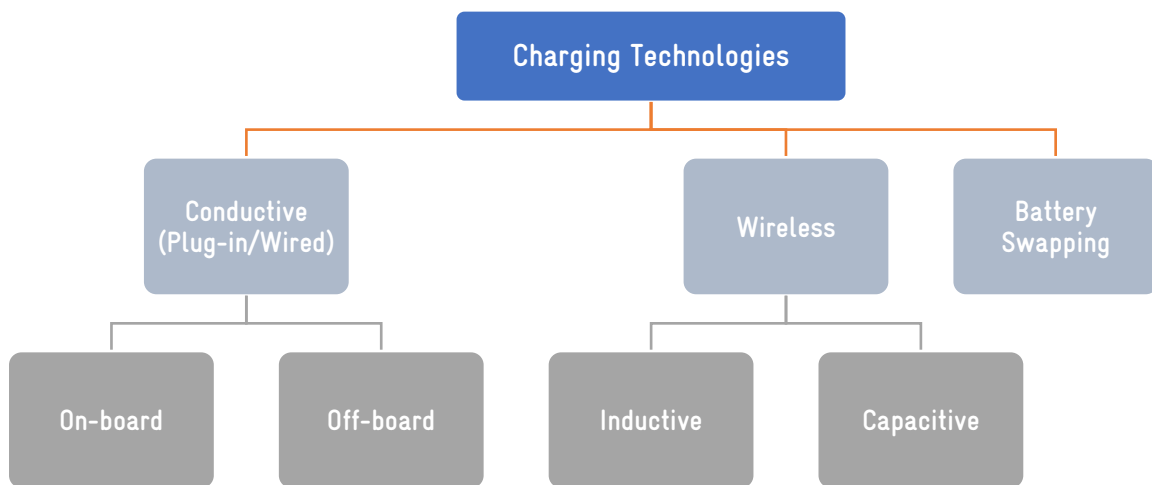 Charging Technologies
Conductive
(Plug-in/Wired)
Wireless
Battery
Swapping
On-board
Off-board
Inductive
Capacitive